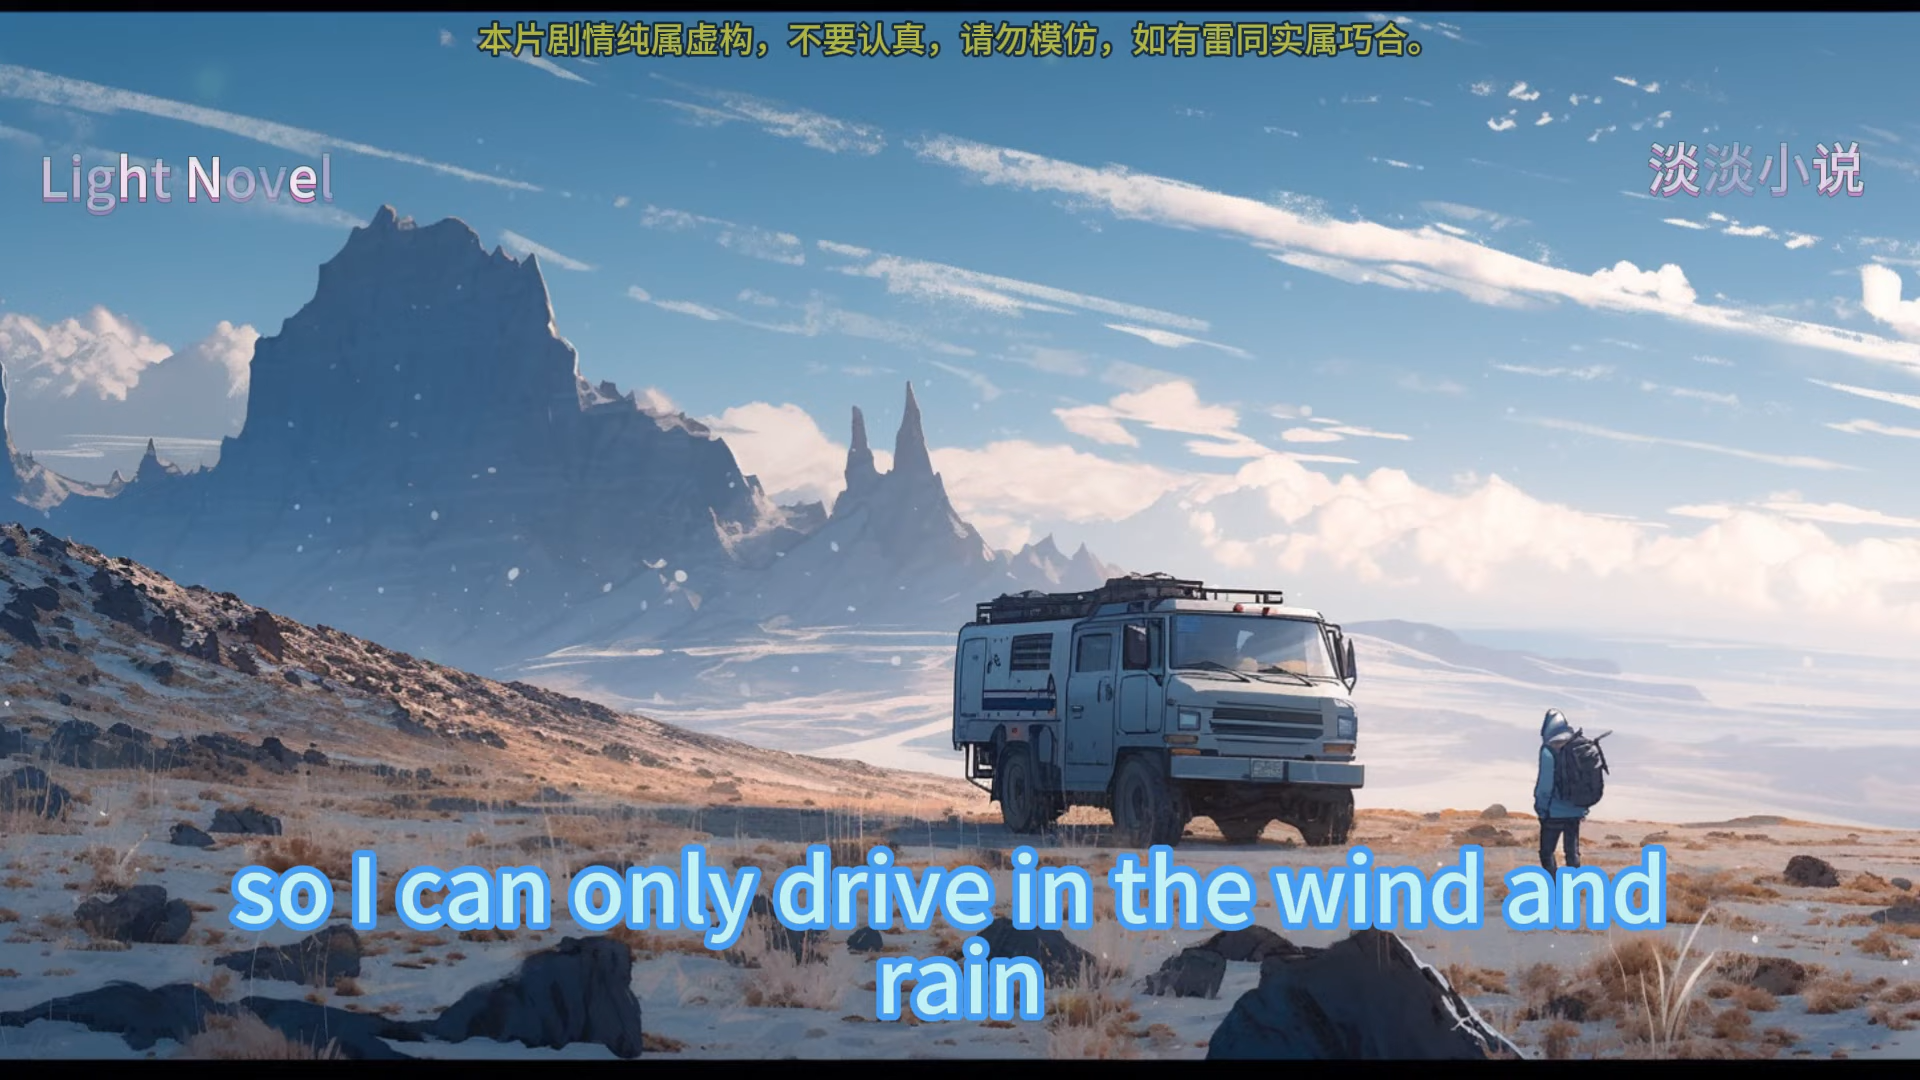 本片剧情纯属虚构，不要认真，请勿模仿，如有雷同实属巧合。
Light Novel
淡淡小说
so I can only drive in the wind and
rain